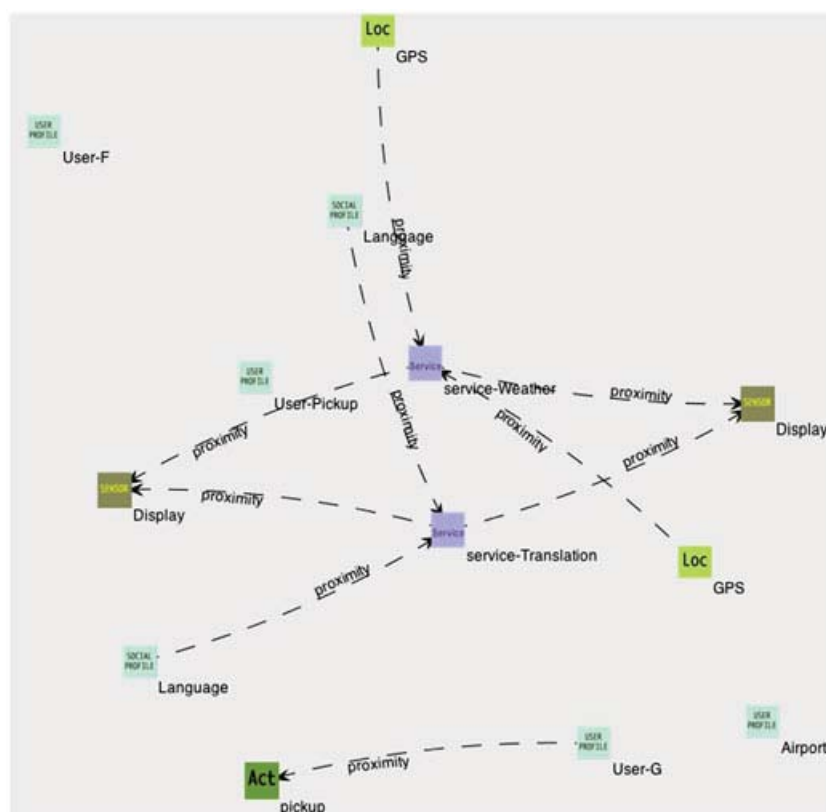 Loc
GPS
USER
PROFILE
User-F
SOCIAL
PROFILE
Language
proximity
Service
service-Weather
USER
PROFILE
User-Pickup
proximity
SENSOR
Display
proximity
proximity
proximity
proximity
SENSOR
Display
proximity
Service
service-Translation
Loc
GPS
proximity
SOCIAL
PROFILE
Language
USER
PROFILE
Airport
USER
PROFILE
User-G
proximity
Act
pickup